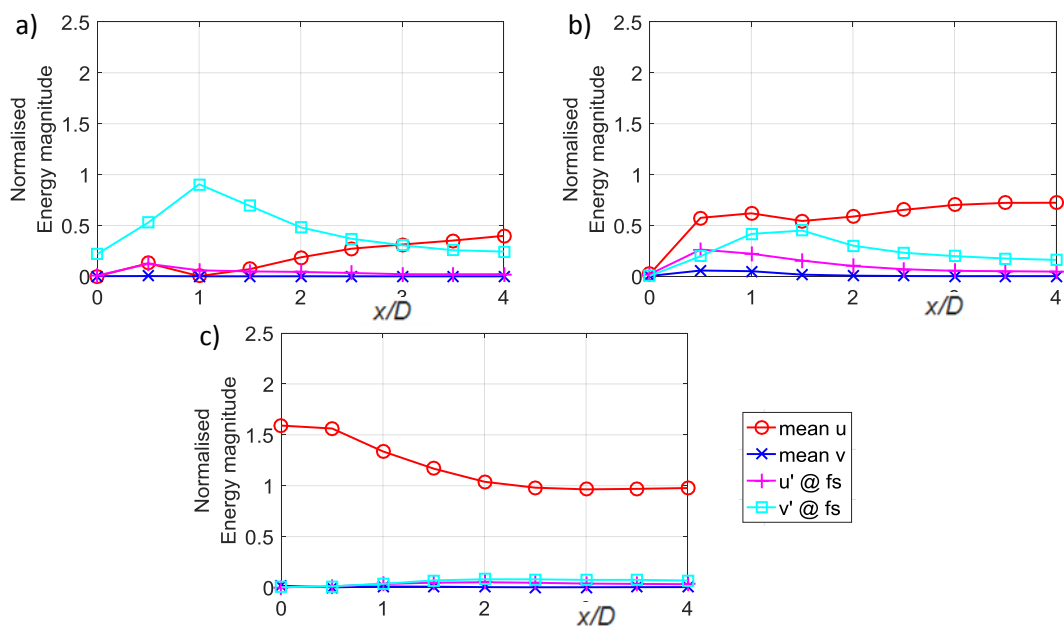 a)
2.5
2
1.5
1
0.5
0
Normalised
Energy magnitude
0 1 2 3 4
x/D
b)
2.5
2
1.5
1
0.5
0
Normalised
Energy magnitude
0 1 2 3 4
x/D
c)
2.5
2
1.5
1
0.5
0
Normalised
Energy magnitude
0 1 2 3 4
x/D
mean u
mean v
u' @ fs
v' @ fs